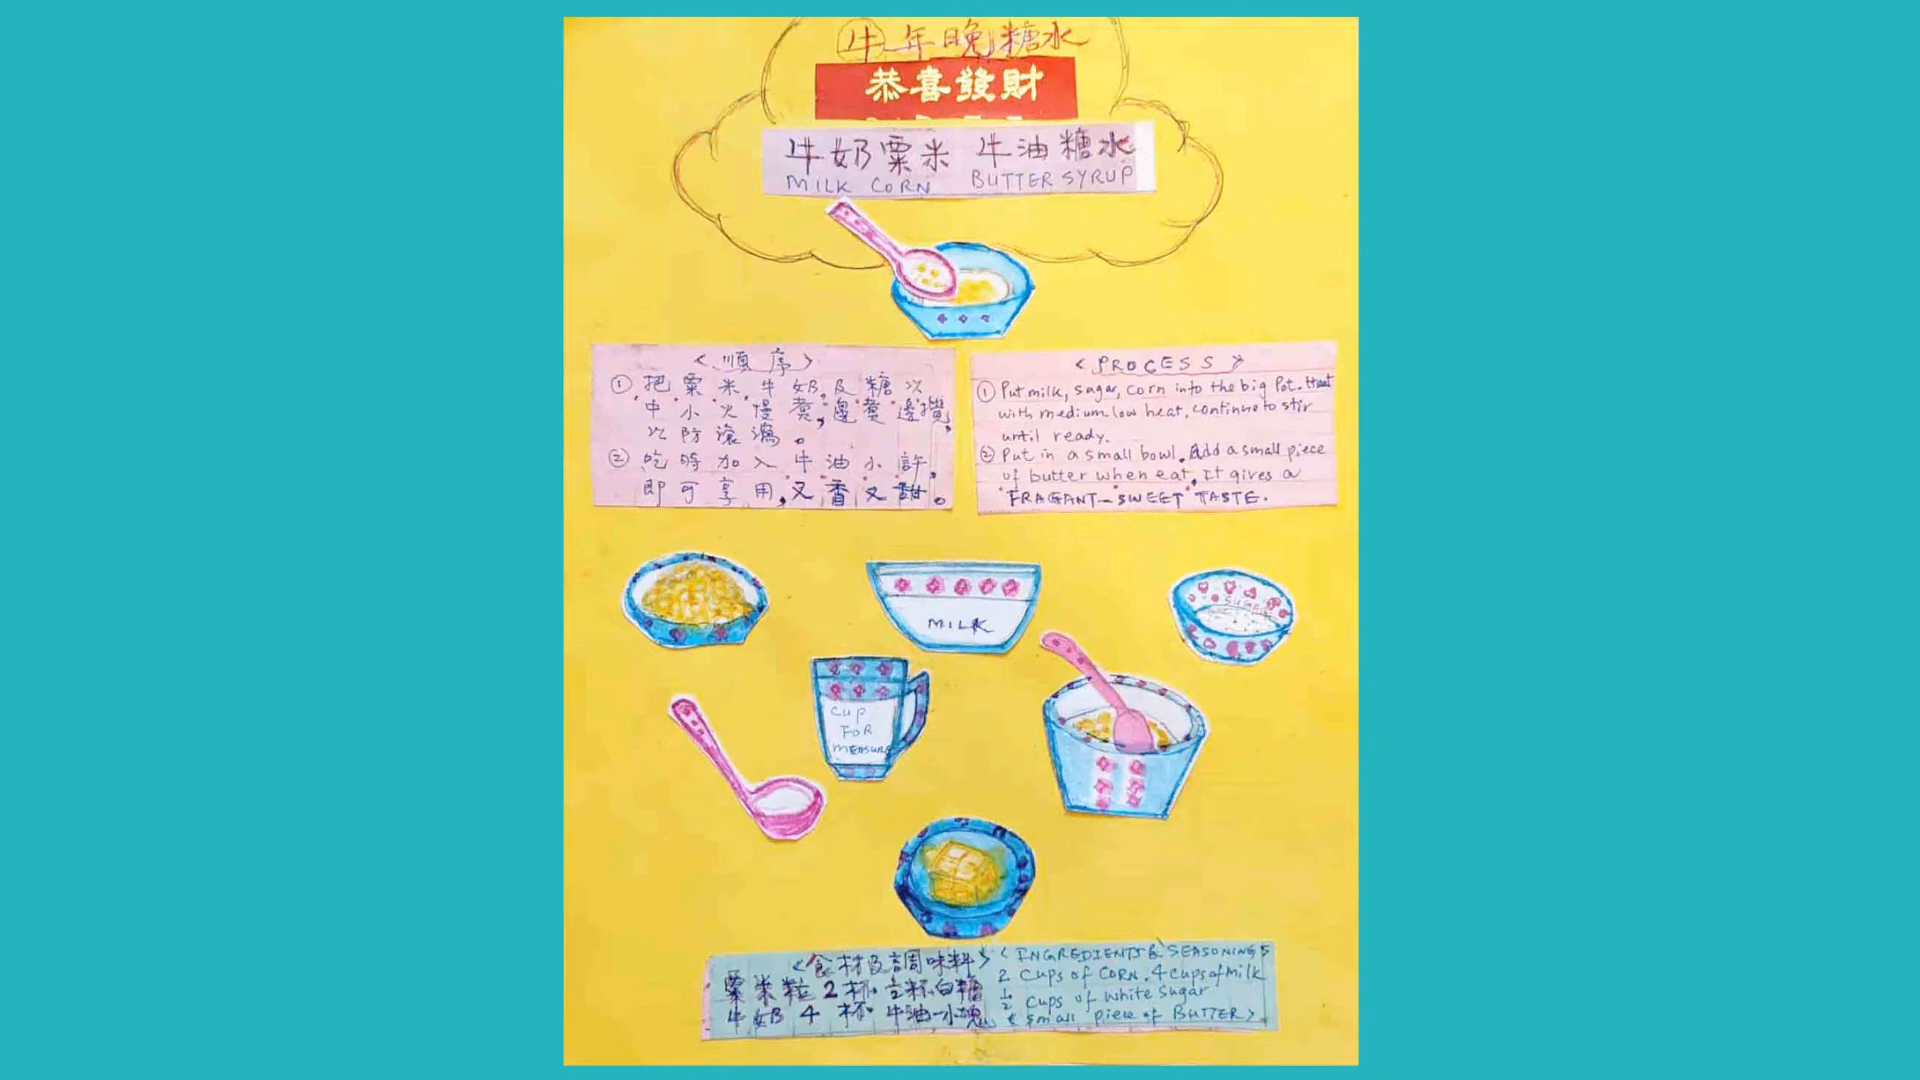 牛年晚糖水
恭喜發財
牛奶粟米 牛油糖水
MILK CORN BUTTER SYRUP
<順序>
① 把粟米,牛奶,及糖以
中小火慢煑,邊煑邊攪,
以防滾瀉。
② 吃時加入牛油小許,
即可享用,又香又甜。
<PROCESS>
① Put milk, sugar, corn into the big Pot. Heat
with medium low heat, continue to stir
until ready.
② Put in a small bowl. Add a small piece
of butter when eat, It gives a
"FRAGANT-SWEET" TASTE.
MILK
CUP
FOR
MEASURE
<食材及調味料>
粟米粒2杯.½杯白糖
牛奶4杯 牛油一小塊
<INGREDIENTS & SEASONINGS
2 Cups of CORN. 4 cups of Milk
½ Cups of White Sugar
Small piece of BUTTER>